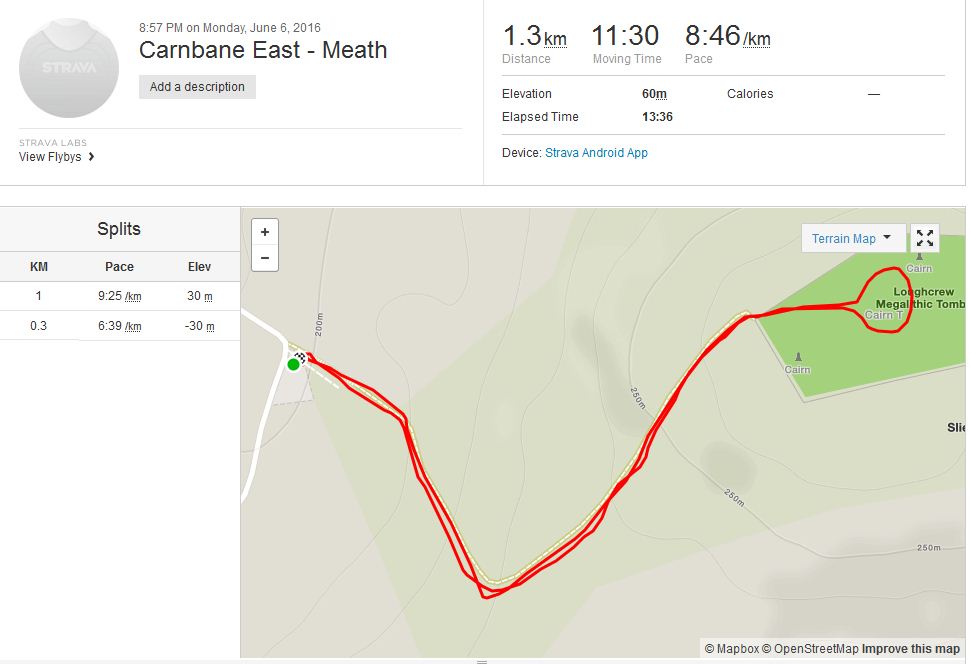 STRAVA
8:57 PM on Monday, June 6, 2016
Carnbane East - Meath
Add a description
STRAVA LABS
View Flybys
1.3km 11:30 8:46/km
Distance Moving Time Pace
Elevation 60m Calories —
Elapsed Time 13:36
Device: Strava Android App
Splits
KM Pace Elev
1 9:25 /km 30 m
0.3 6:39 /km -30 m
+
−
Terrain Map
Cairn
Loughcrew
Megalithic Tomb
Cairn T
200m
Cairn
250m
Slie
250m
250m
© Mapbox © OpenStreetMap Improve this map